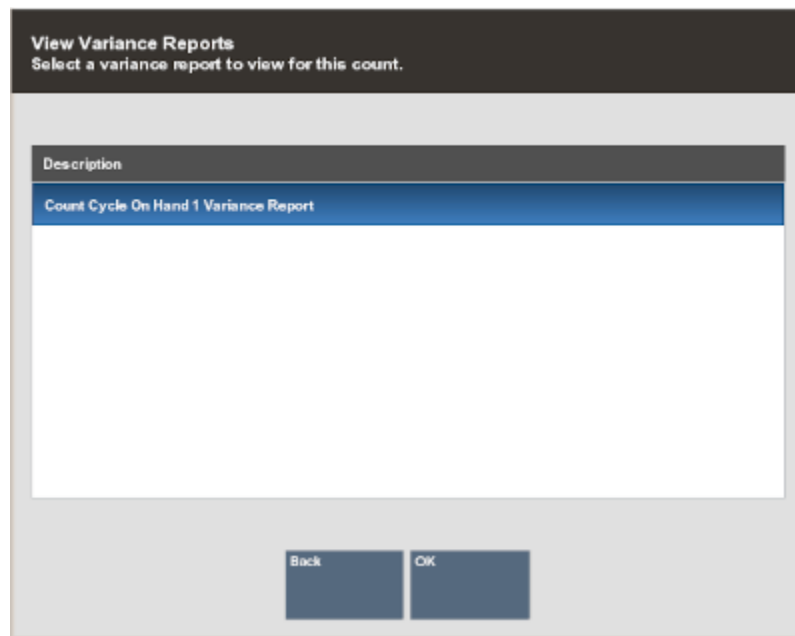 View Variance Reports
Select a variance report to view for this count.
Description
Count Cycle On Hand 1 Variance Report
Back
OK